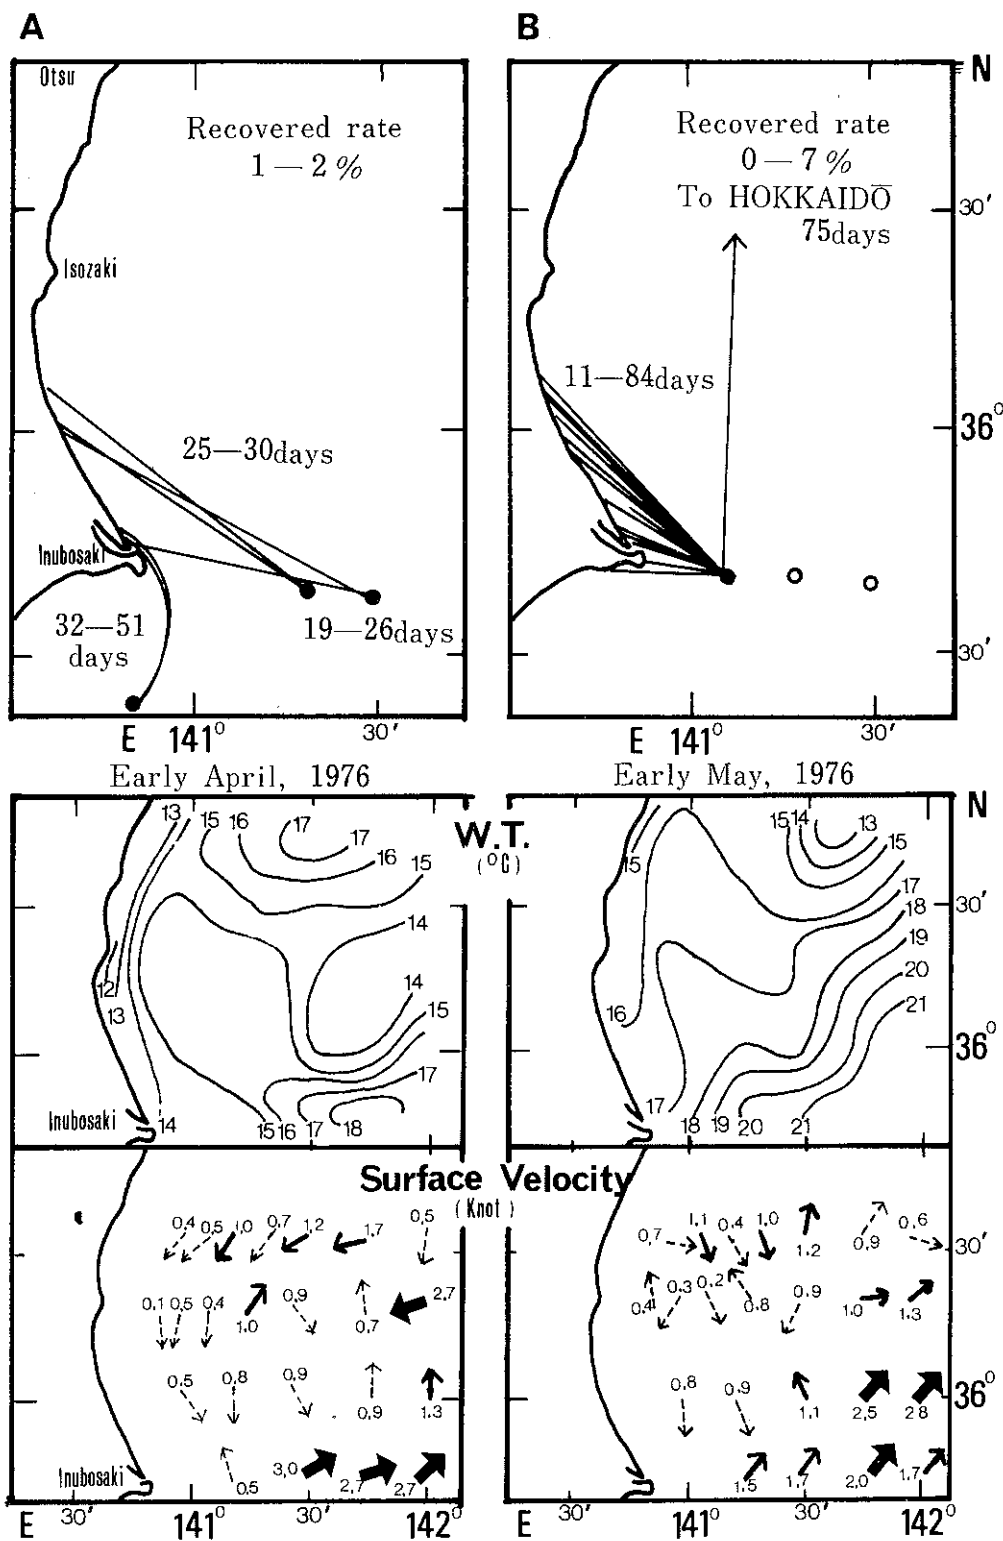 A
B
Otsu
Recovered rate
1—2%
Isozaki
25—30days
Inubosaki
32—51
days
19—26days
E 141° 30′
Early April, 1976
N
Recovered rate
0—7%
To HOKKAIDŌ
75days
30′
11—84days
36°
30′
E 141° 30′
Early May, 1976
W.T.
(°C)
13 15 16 17
17
16
15
14
14
15
12
13
17
Inubosaki
14 15 16 17 18
N
15 14 13
15
15
17
18
30′
19
20
21
16
36°
17 18 19 20 21
Surface Velocity
(Knot)
0,4 0,5 1,0 0,7 1,2 1,7 0,5
0,1 0,5 0,4 1,0 0,9 0,7 2,7
0,5 0,8 0,9 0,9 1,3
Inubosaki
0,5 3,0 2,7 2,7
E 30′ 141° 30′ 142°
0,7 1,1 0,4 1,0 1,2 0,9 0,6
30′
0,4 0,3 0,2 0,8 0,9 1,0 1,3
36°
0,8 0,9 1,1 2,5 2,8
1,5 1,7 2,0 1,7
E 30′ 141° 30′ 142°